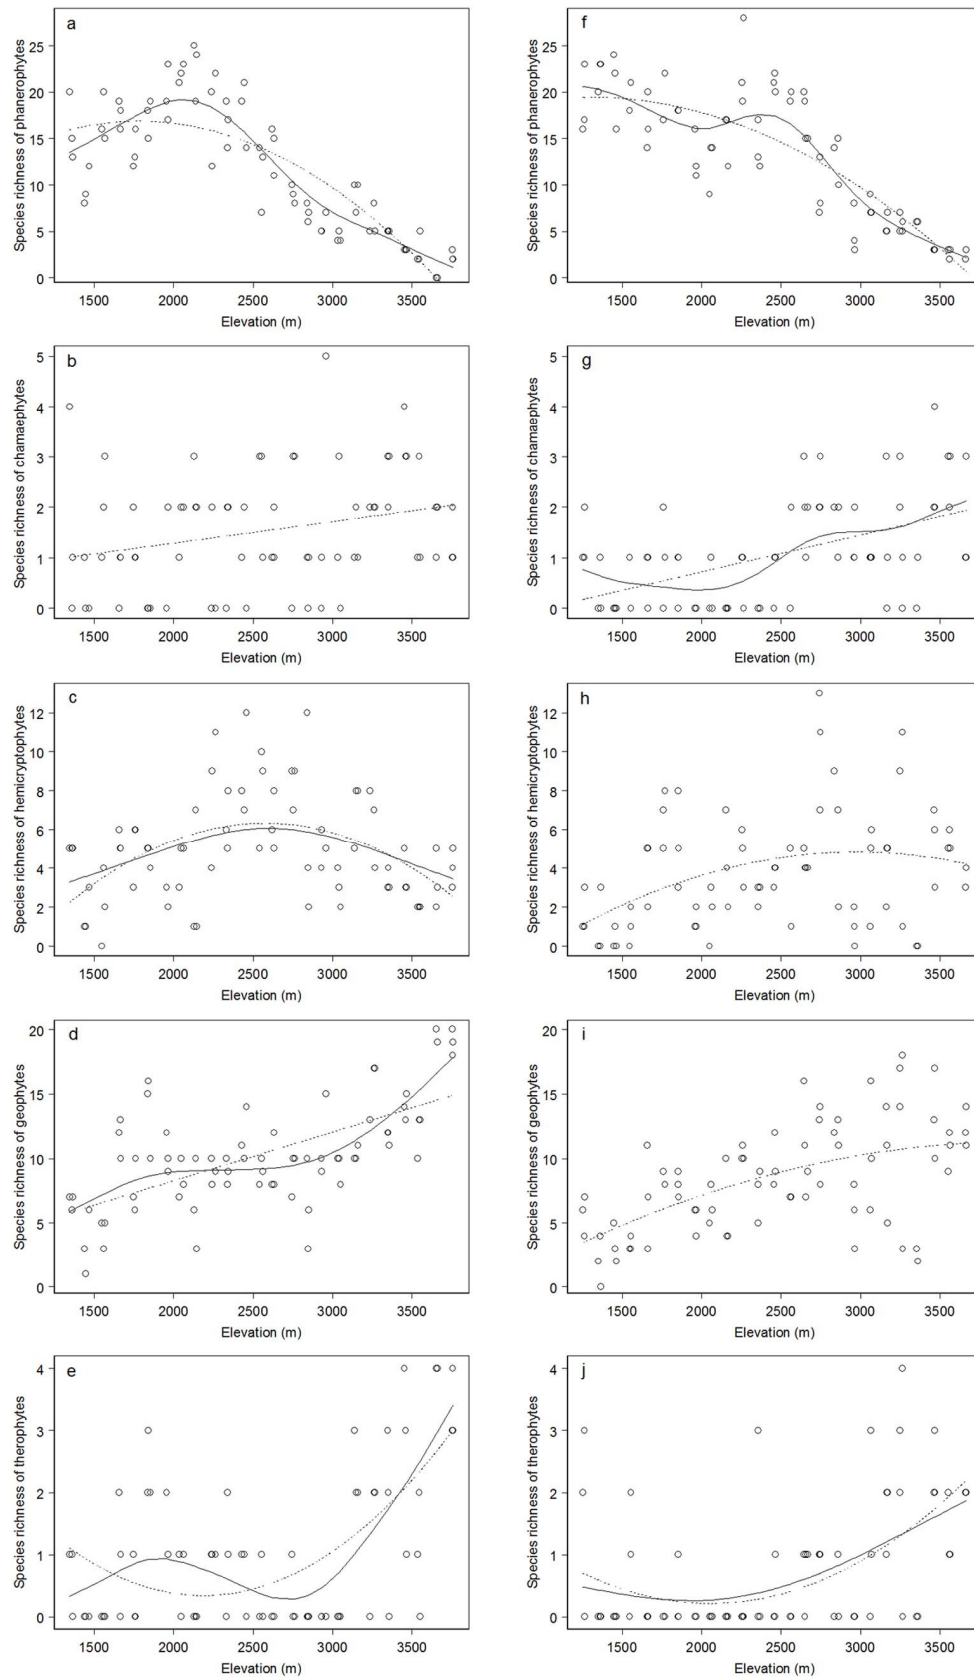 a
Species richness of phanerophytes
25
20
15
10
5
0
1500 2000 2500 3000 3500
Elevation (m)
f
Species richness of phanerophytes
25
20
15
10
5
0
1500 2000 2500 3000 3500
Elevation (m)
b
Species richness of chamaephytes
5
4
3
2
1
0
1500 2000 2500 3000 3500
Elevation (m)
g
Species richness of chamaephytes
5
4
3
2
1
0
1500 2000 2500 3000 3500
Elevation (m)
c
Species richness of hemicryptophytes
12
10
8
6
4
2
0
1500 2000 2500 3000 3500
Elevation (m)
h
Species richness of hemicryptophytes
12
10
8
6
4
2
0
1500 2000 2500 3000 3500
Elevation (m)
d
Species richness of geophytes
20
15
10
5
0
1500 2000 2500 3000 3500
Elevation (m)
i
Species richness of geophytes
20
15
10
5
0
1500 2000 2500 3000 3500
Elevation (m)
e
Species richness of therophytes
4
3
2
1
0
1500 2000 2500 3000 3500
Elevation (m)
j
Species richness of therophytes
4
3
2
1
0
1500 2000 2500 3000 3500
Elevation (m)